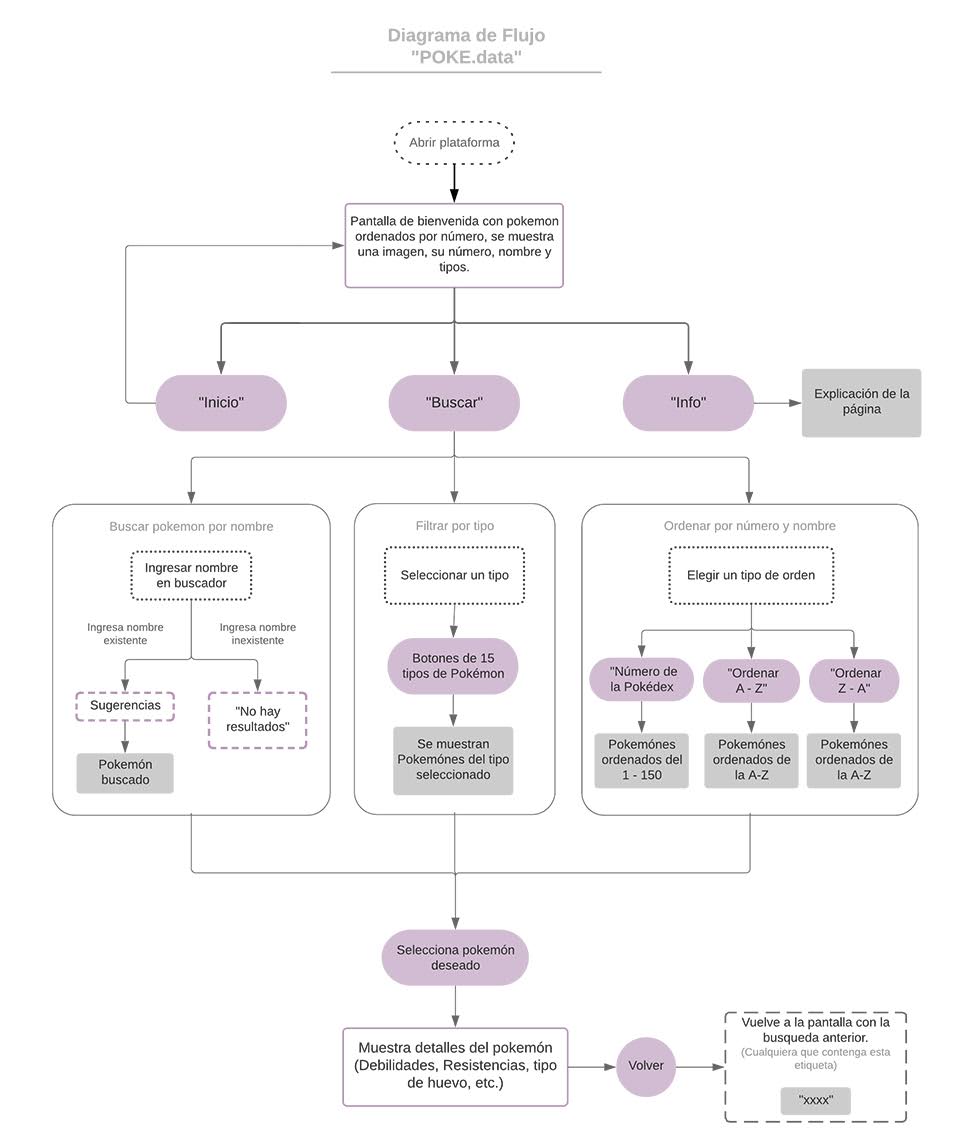 Diagrama de Flujo
"POKE.data"
Abrir plataforma
Pantalla de bienvenida con pokemon
ordenados por número, se muestra
una imagen, su número, nombre y
tipos.
"Inicio"
"Buscar"
"Info"
Explicación de la
página
Buscar pokemon por nombre
Ingresar nombre
en buscador
Ingresa nombre
existente
Ingresa nombre
inexistente
Sugerencias
"No hay
resultados"
Pokemón
buscado
Filtrar por tipo
Seleccionar un tipo
Botones de 15
tipos de Pokémon
Se muestran
Pokemónes del tipo
seleccionado
Ordenar por número y nombre
Elegir un tipo de orden
"Número de
la Pokédex
"Ordenar
A - Z"
"Ordenar
Z - A"
Pokemónes
ordenados del
1 - 150
Pokemónes
ordenados de
la A-Z
Pokemónes
ordenados de
la A-Z
Selecciona pokemón
deseado
Muestra detalles del pokemón
(Debilidades, Resistencias, tipo
de huevo, etc.)
Volver
Vuelve a la pantalla con la
busqueda anterior.
(Cualquiera que contenga esta
etiqueta)
"xxxx"